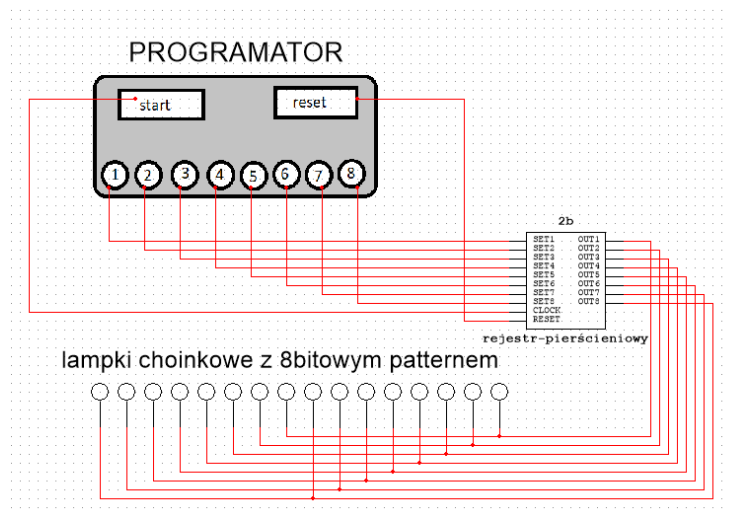 PROGRAMATOR
start
reset
1 2 3 4 5 6 7 8
2b
SET1 OUT1
SET2 OUT2
SET3 OUT3
SET4 OUT4
SET5 OUT5
SET6 OUT6
SET7 OUT7
SET8 OUT8
CLOCK
RESET
rejestr-pierścieniowy
lampki choinkowe z 8bitowym patternem